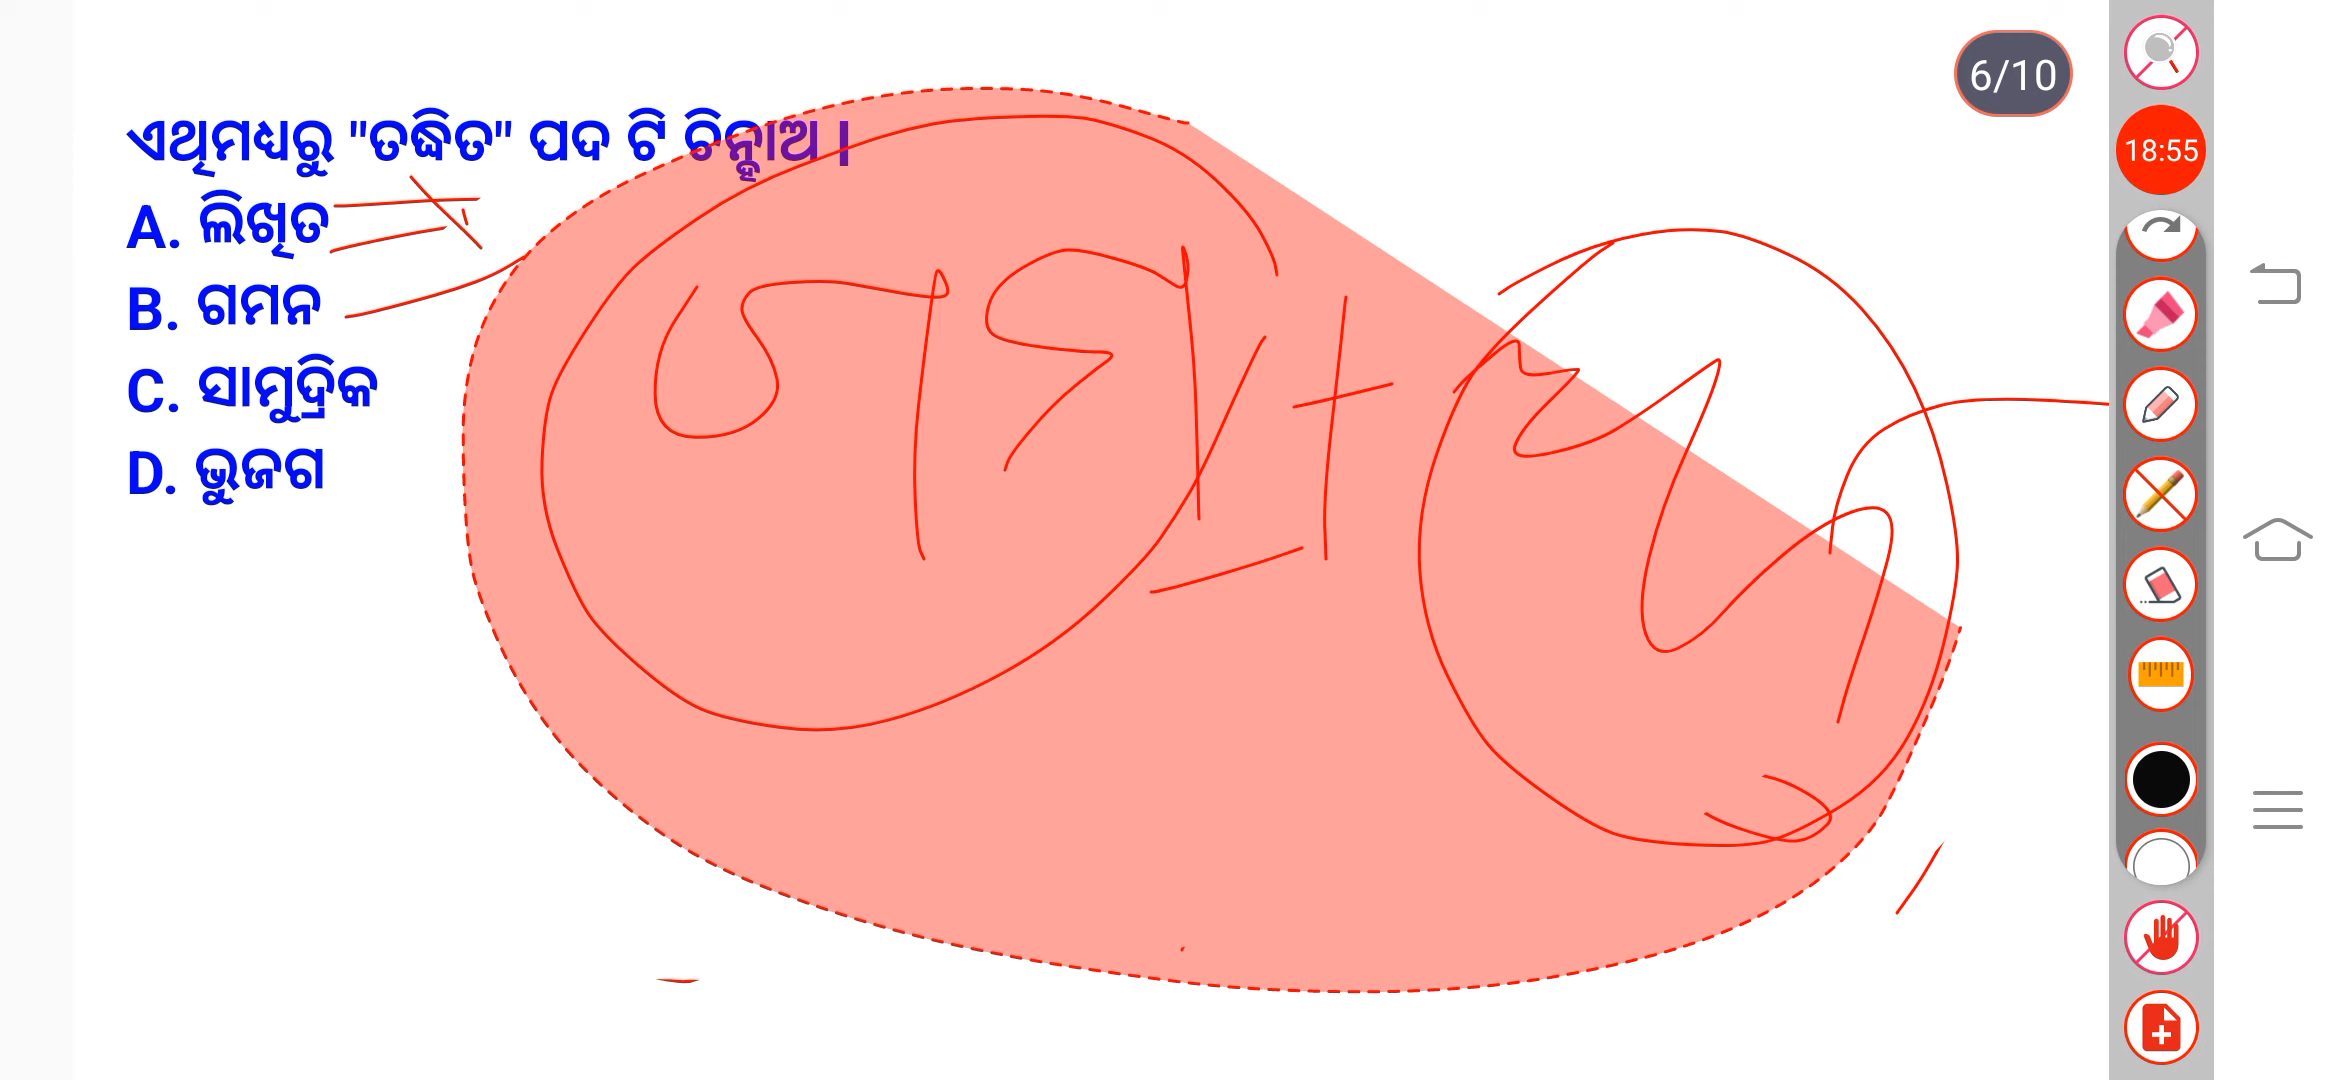 6/10
18:55
ଏଥିମଧ୍ୟରୁ "ତଦ୍ଧିତ" ପଦ ଟି ଚିହ୍ନାଅ |
A. ଲିଖିତ
B. ଗମନ
C. ସାମୁଦ୍ରିକ
D. ଭୁଜଗ